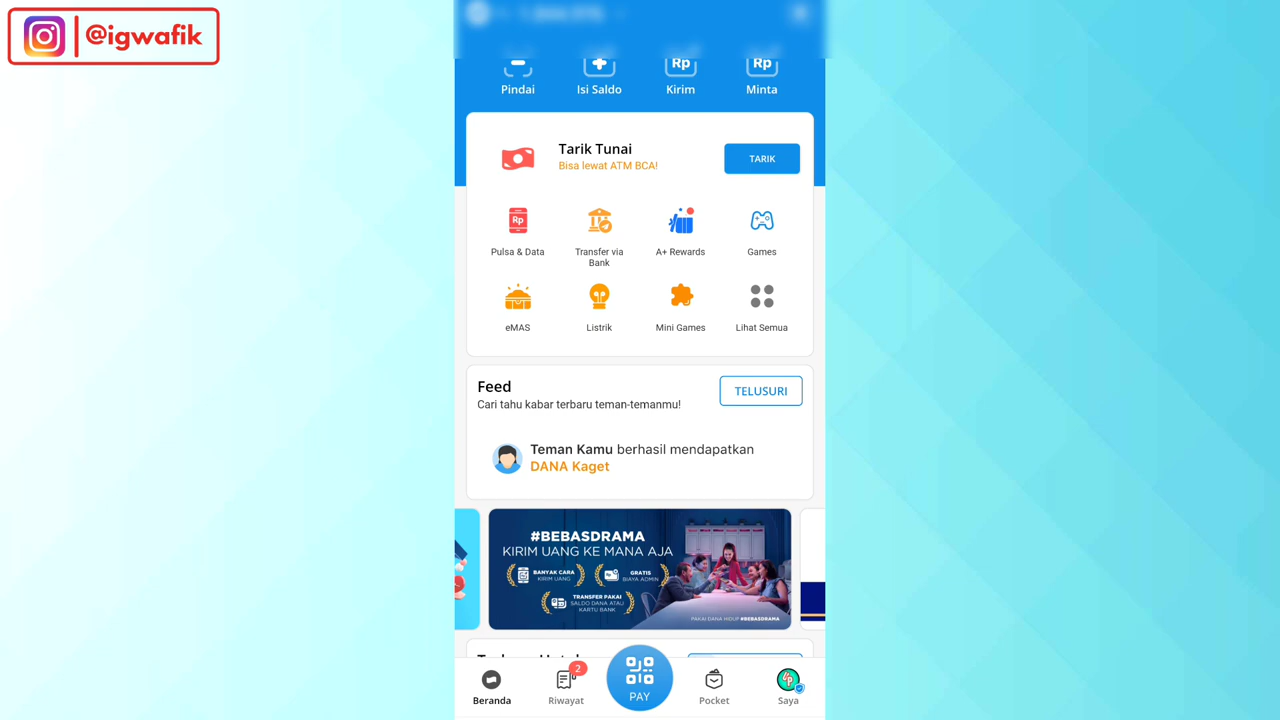 @igwafik
Pindai
Isi Saldo
Rp
Kirim
Rp
Minta
Tarik Tunai
Bisa lewat ATM BCA!
TARIK
Rp
Pulsa & Data
Transfer via
Bank
A+ Rewards
Games
eMAS
Listrik
Mini Games
Lihat Semua
Feed
Cari tahu kabar terbaru teman-temanmu!
TELUSURI
Teman Kamu berhasil mendapatkan
DANA Kaget
#BEBASDRAMA
KIRIM UANG KE MANA AJA
BANYAK CARA
KIRIM UANG
GRATIS
BIAYA ADMIN
TRANSFER PAKAI
SALDO DANA ATAU
KARTU BANK
PAKAI DANA HIDUP #BEBASDRAMA
Beranda
2
Riwayat
PAY
Pocket
Saya